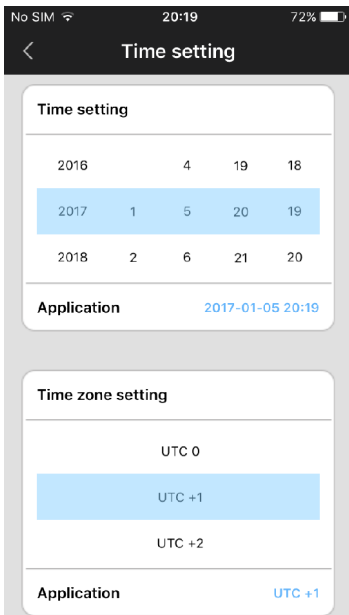 No SIM 20:19 72%
Time setting
Time setting
2016 4 19 18
2017 1 5 20 19
2018 2 6 21 20
Application 2017-01-05 20:19
Time zone setting
UTC 0
UTC +1
UTC +2
Application UTC +1